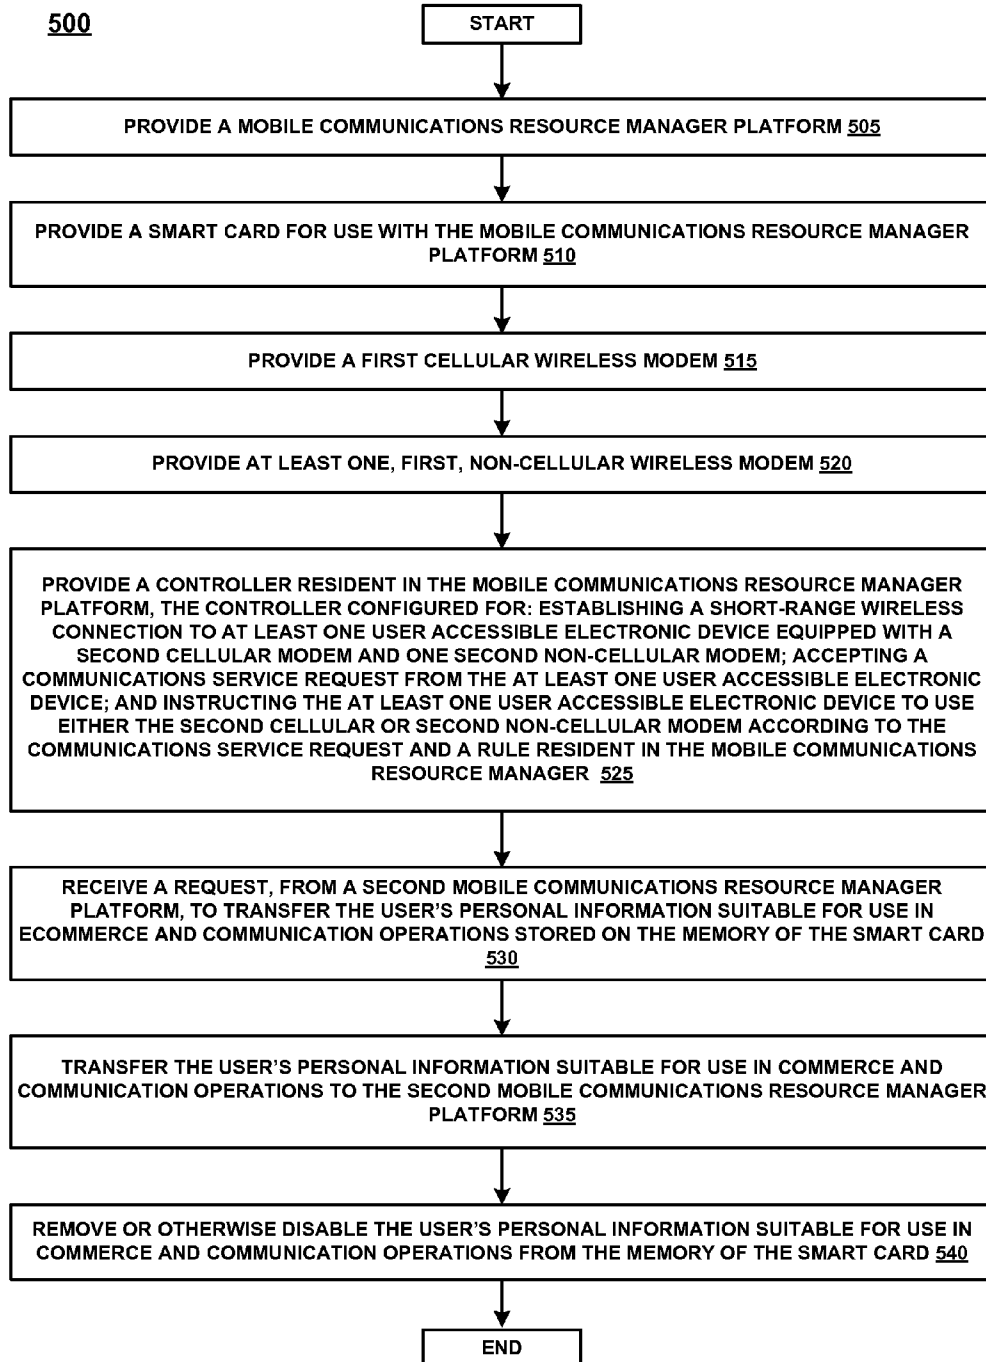 500
START
PROVIDE A MOBILE COMMUNICATIONS RESOURCE MANAGER PLATFORM 505
PROVIDE A SMART CARD FOR USE WITH THE MOBILE COMMUNICATIONS RESOURCE MANAGER
PLATFORM 510
PROVIDE A FIRST CELLULAR WIRELESS MODEM 515
PROVIDE AT LEAST ONE, FIRST, NON-CELLULAR WIRELESS MODEM 520
PROVIDE A CONTROLLER RESIDENT IN THE MOBILE COMMUNICATIONS RESOURCE MANAGER
PLATFORM, THE CONTROLLER CONFIGURED FOR: ESTABLISHING A SHORT-RANGE WIRELESS
CONNECTION TO AT LEAST ONE USER ACCESSIBLE ELECTRONIC DEVICE EQUIPPED WITH A
SECOND CELLULAR MODEM AND ONE SECOND NON-CELLULAR MODEM; ACCEPTING A
COMMUNICATIONS SERVICE REQUEST FROM THE AT LEAST ONE USER ACCESSIBLE ELECTRONIC
DEVICE; AND INSTRUCTING THE AT LEAST ONE USER ACCESSIBLE ELECTRONIC DEVICE TO USE
EITHER THE SECOND CELLULAR OR SECOND NON-CELLULAR MODEM ACCORDING TO THE
COMMUNICATIONS SERVICE REQUEST AND A RULE RESIDENT IN THE MOBILE COMMUNICATIONS
RESOURCE MANAGER 525
RECEIVE A REQUEST, FROM A SECOND MOBILE COMMUNICATIONS RESOURCE MANAGER
PLATFORM, TO TRANSFER THE USER'S PERSONAL INFORMATION SUITABLE FOR USE IN
ECOMMERCE AND COMMUNICATION OPERATIONS STORED ON THE MEMORY OF THE SMART CARD
530
TRANSFER THE USER'S PERSONAL INFORMATION SUITABLE FOR USE IN COMMERCE AND
COMMUNICATION OPERATIONS TO THE SECOND MOBILE COMMUNICATIONS RESOURCE MANAGER
PLATFORM 535
REMOVE OR OTHERWISE DISABLE THE USER'S PERSONAL INFORMATION SUITABLE FOR USE IN
COMMERCE AND COMMUNICATION OPERATIONS FROM THE MEMORY OF THE SMART CARD 540
END